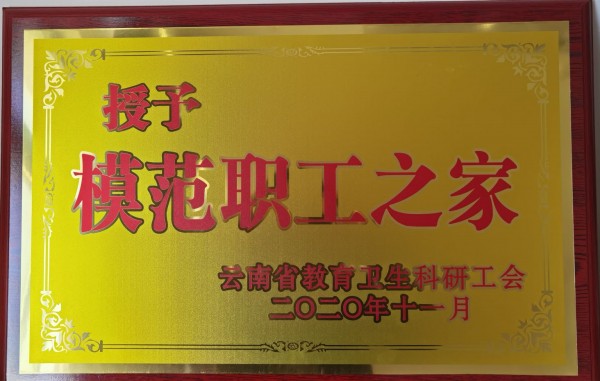 授予
模范职工之家
云南省教育卫生科研工会
二〇二〇年十一月